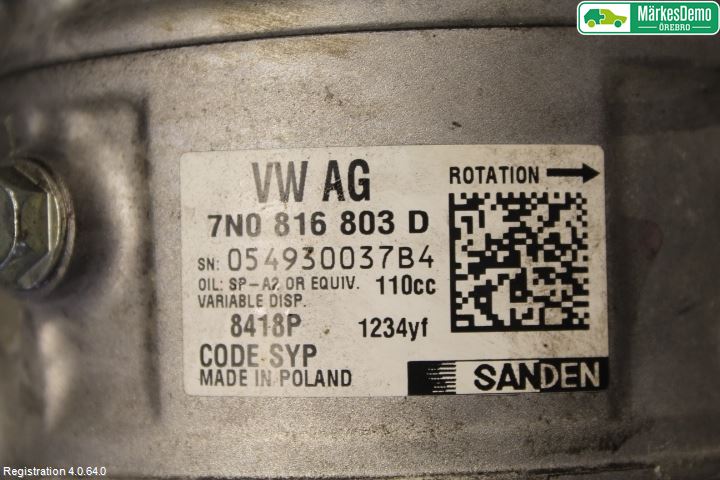 MärkesDemo
ÖREBRO
VW AG
ROTATION
7N0 816 803 D
SN: 054930037B4
OIL: SP-A2 OR EQUIV. 110cc
VARIABLE DISP.
8418P 1234yf
CODE SYP
MADE IN POLAND
SANDEN
Registration 4.0.64.0